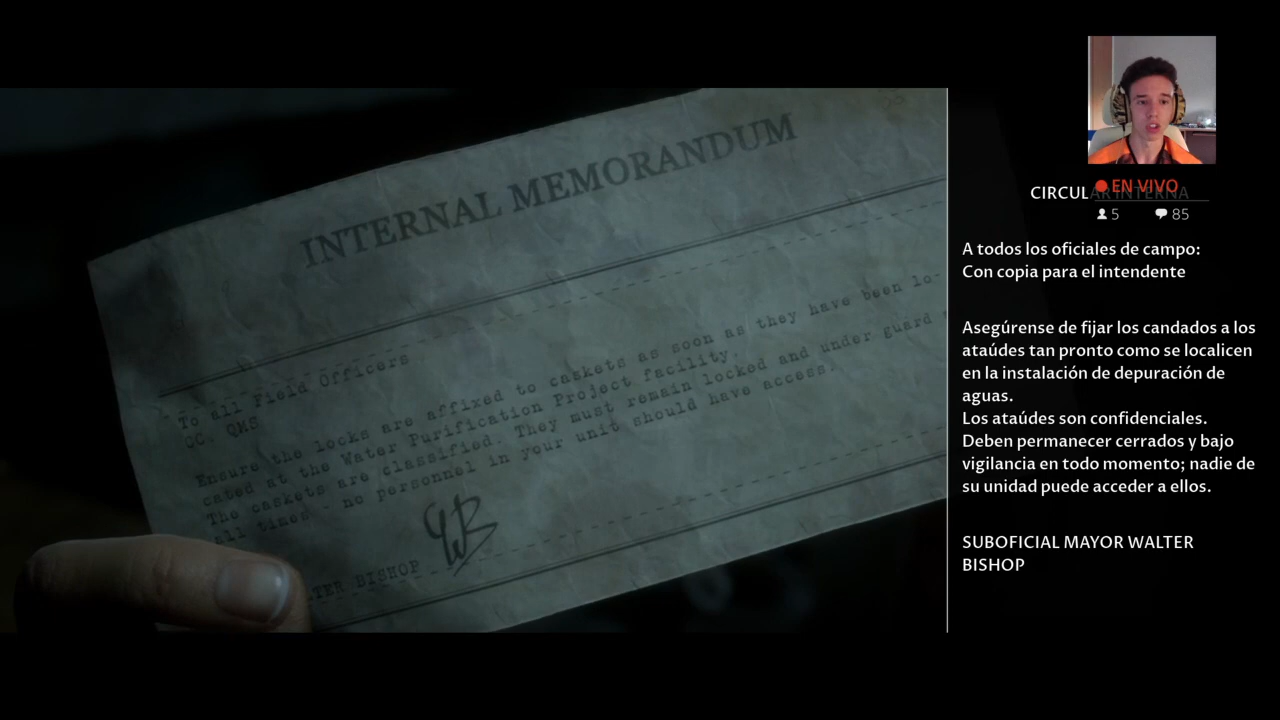 INTERNAL MEMORANDUM
To all Field Officers
CC. QMS
Ensure the locks are affixed to caskets as soon as they have been lo-
cated at the Water Purification Project facility.
The caskets are classified. They must remain locked and under guard
all times - no personnel in your unit should have access.
WB
BISHOP
EN VIVO
CIRCULAR INTERNA
5 85
A todos los oficiales de campo:
Con copia para el intendente
Asegúrense de fijar los candados a los
ataúdes tan pronto como se localicen
en la instalación de depuración de
aguas.
Los ataúdes son confidenciales.
Deben permanecer cerrados y bajo
vigilancia en todo momento; nadie de
su unidad puede acceder a ellos.
SUBOFICIAL MAYOR WALTER
BISHOP